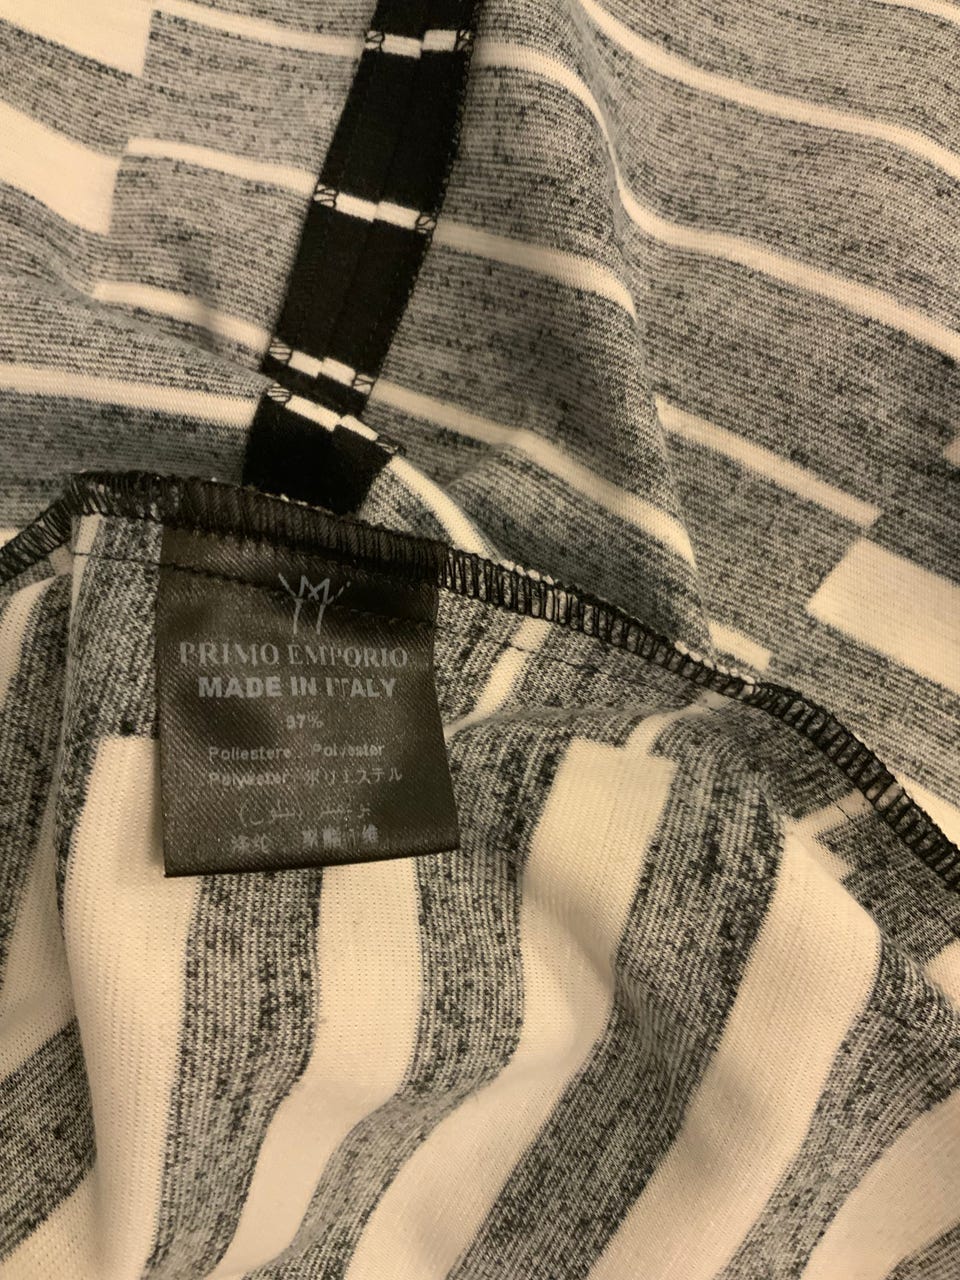 PRIMO EMPORIO
MADE IN ITALY
97%
Poliestere Polyester
Polyester ポリエステル